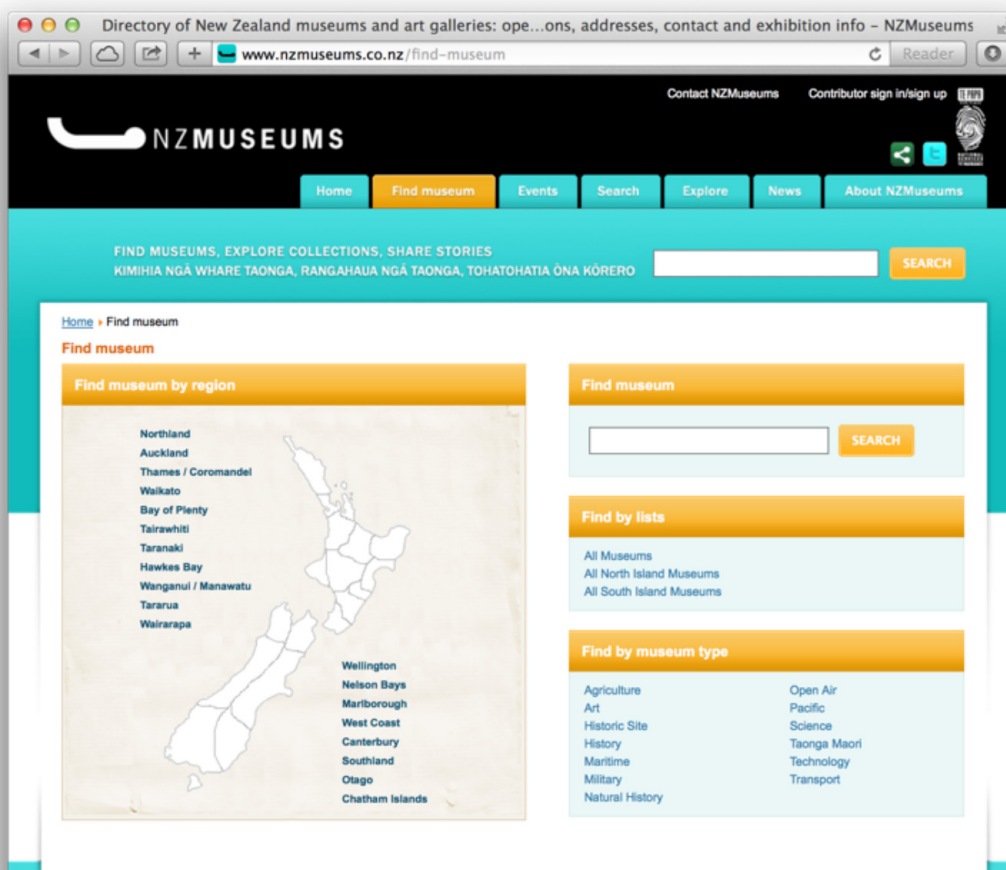 Directory of New Zealand museums and art galleries: ope...ons, addresses, contact and exhibition info – NZMuseums
www.nzmuseums.co.nz/find-museum
Reader
Contact NZMuseums Contributor sign in/sign up
NZMUSEUMS
Home Find museum Events Search Explore News About NZMuseums
FIND MUSEUMS, EXPLORE COLLECTIONS, SHARE STORIES
KIMIHIA NGĀ WHARE TAONGA, RANGAHAUA NGĀ TAONGA, TOHATOHATIA ŌNA KŌRERO
SEARCH
Home Find museum
Find museum
Find museum by region
Northland
Auckland
Thames / Coromandel
Waikato
Bay of Plenty
Tairawhiti
Taranaki
Hawkes Bay
Wanganui / Manawatu
Tararua
Wairarapa
Wellington
Nelson Bays
Marlborough
West Coast
Canterbury
Southland
Otago
Chatham Islands
Find museum
SEARCH
Find by lists
All Museums
All North Island Museums
All South Island Museums
Find by museum type
Agriculture
Art
Historic Site
History
Maritime
Military
Natural History
Open Air
Pacific
Science
Taonga Maori
Technology
Transport